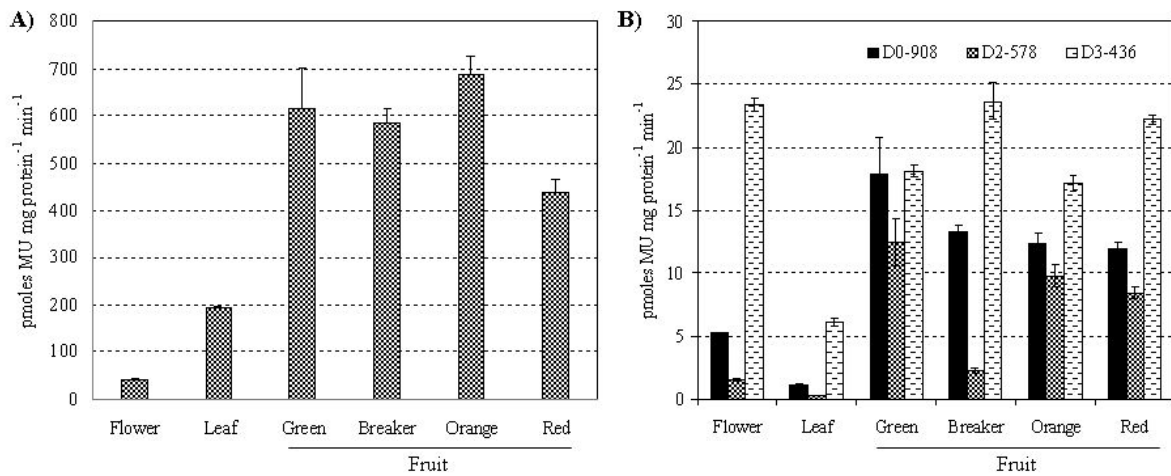 A)
pmoles MU mg protein⁻¹ min⁻¹
800
700
600
500
400
300
200
100
0
Flower Leaf Green Breaker Orange Red
Fruit
B)
D0-908 D2-578 D3-436
pmoles MU mg protein⁻¹ min⁻¹
30
25
20
15
10
5
0
Flower Leaf Green Breaker Orange Red
Fruit